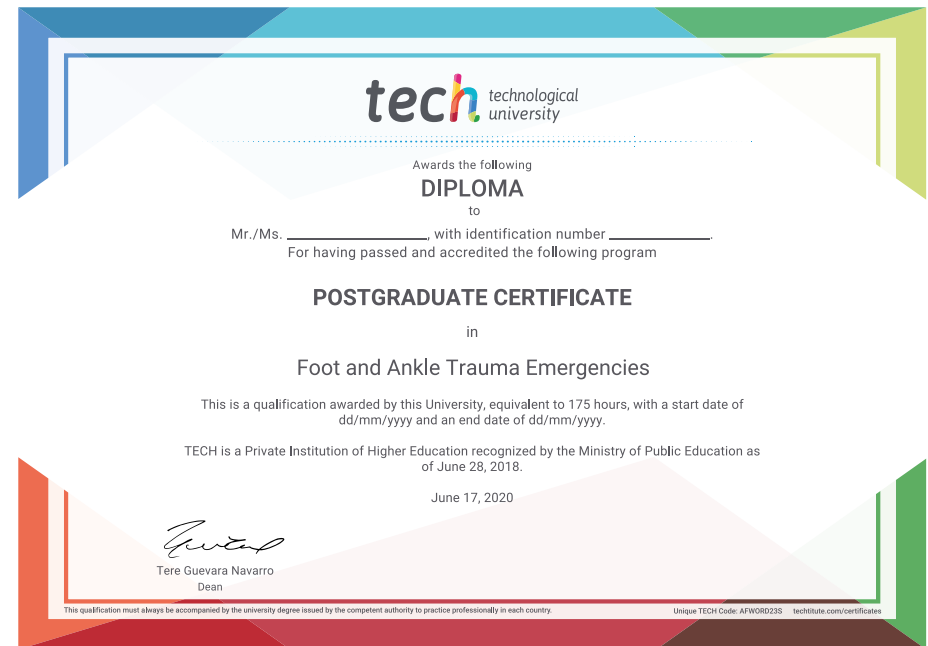 tech technological
university
Awards the following
DIPLOMA
to
Mr./Ms. ____________________, with identification number ______________.
For having passed and accredited the following program
POSTGRADUATE CERTIFICATE
in
Foot and Ankle Trauma Emergencies
This is a qualification awarded by this University, equivalent to 175 hours, with a start date of
dd/mm/yyyy and an end date of dd/mm/yyyy.
TECH is a Private Institution of Higher Education recognized by the Ministry of Public Education as
of June 28, 2018.
June 17, 2020
Tere Guevara Navarro
Dean
This qualification must always be accompanied by the university degree issued by the competent authority to practice professionally in each country.
Unique TECH Code: AFWORD23S techtitute.com/certificates